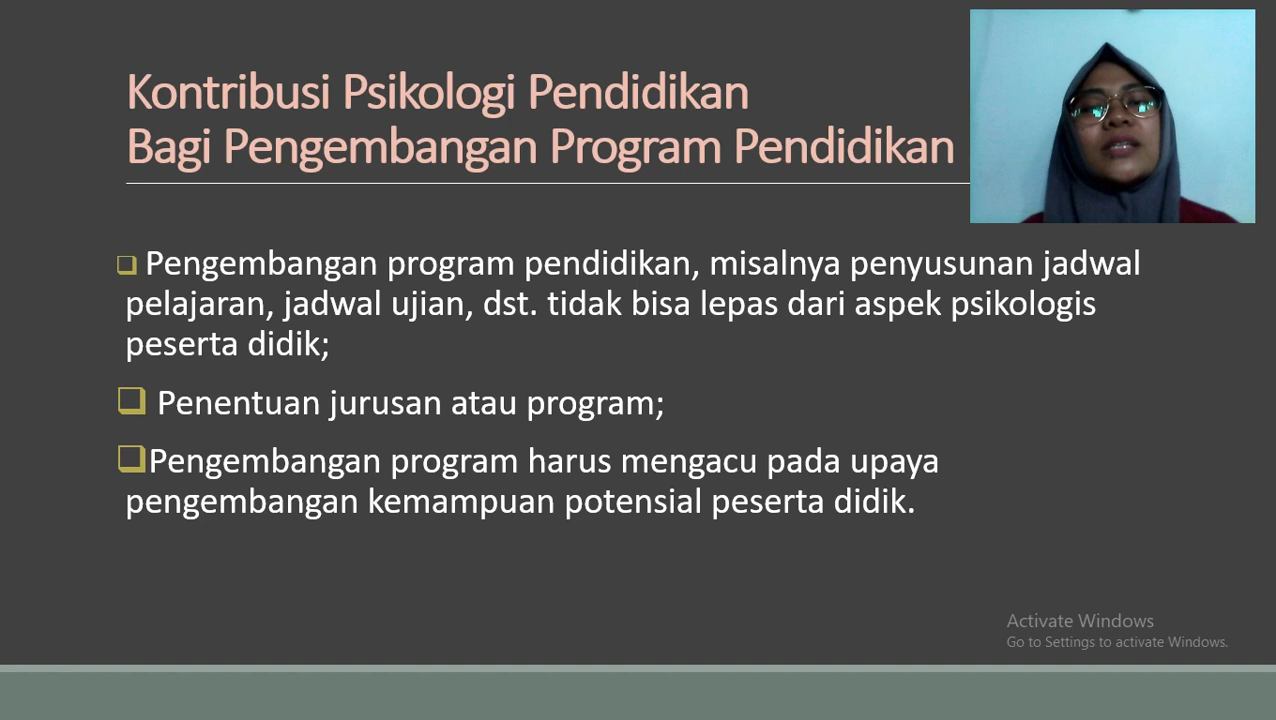 Kontribusi Psikologi Pendidikan
Bagi Pengembangan Program Pendidikan
Pengembangan program pendidikan, misalnya penyusunan jadwal
pelajaran, jadwal ujian, dst. tidak bisa lepas dari aspek psikologis
peserta didik;
Penentuan jurusan atau program;
Pengembangan program harus mengacu pada upaya
pengembangan kemampuan potensial peserta didik.
Activate Windows
Go to Settings to activate Windows.